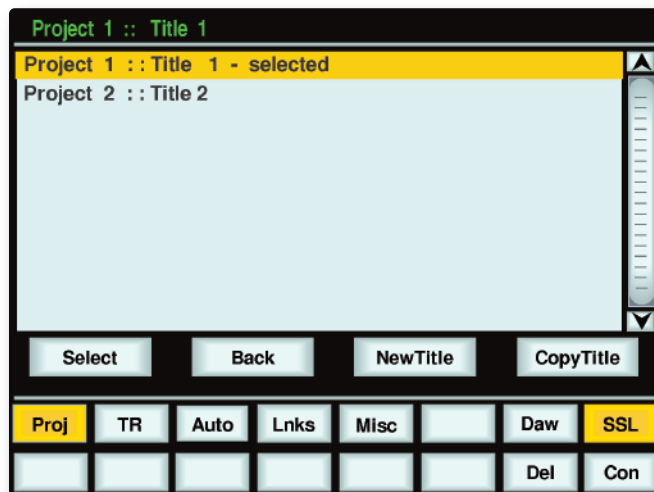 Project 1 :: Title 1
Project 1 :: Title 1 - selected
Project 2 :: Title 2
Select Back NewTitle CopyTitle
Proj TR Auto Lnks Misc Daw SSL
Del Con